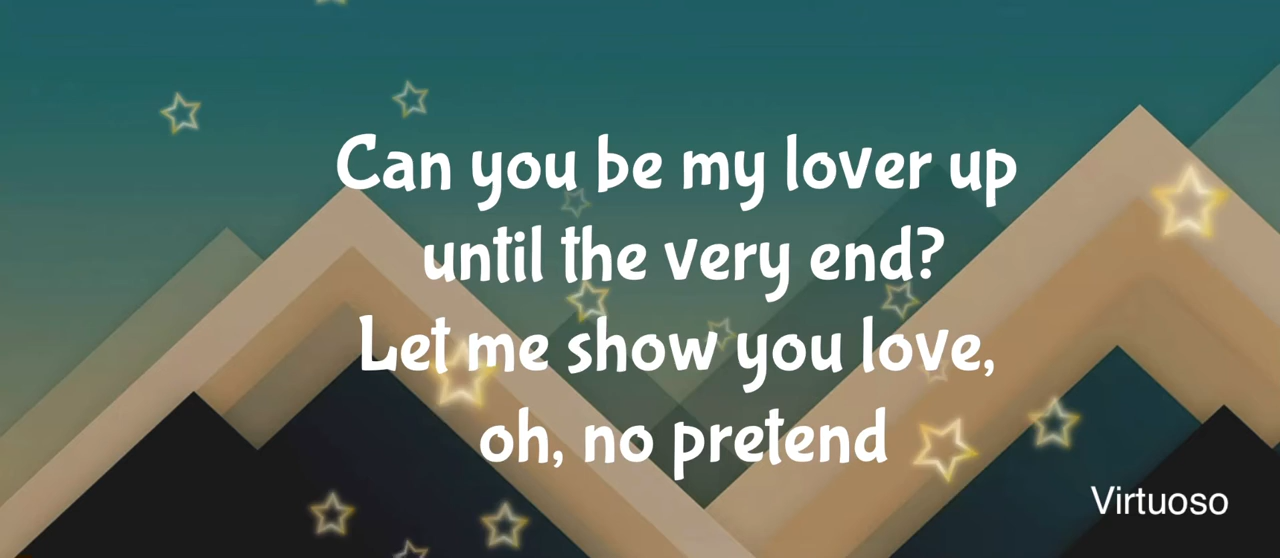 Can you be my lover up
until the very end?
Let me show you love,
oh, no pretend
Virtuoso